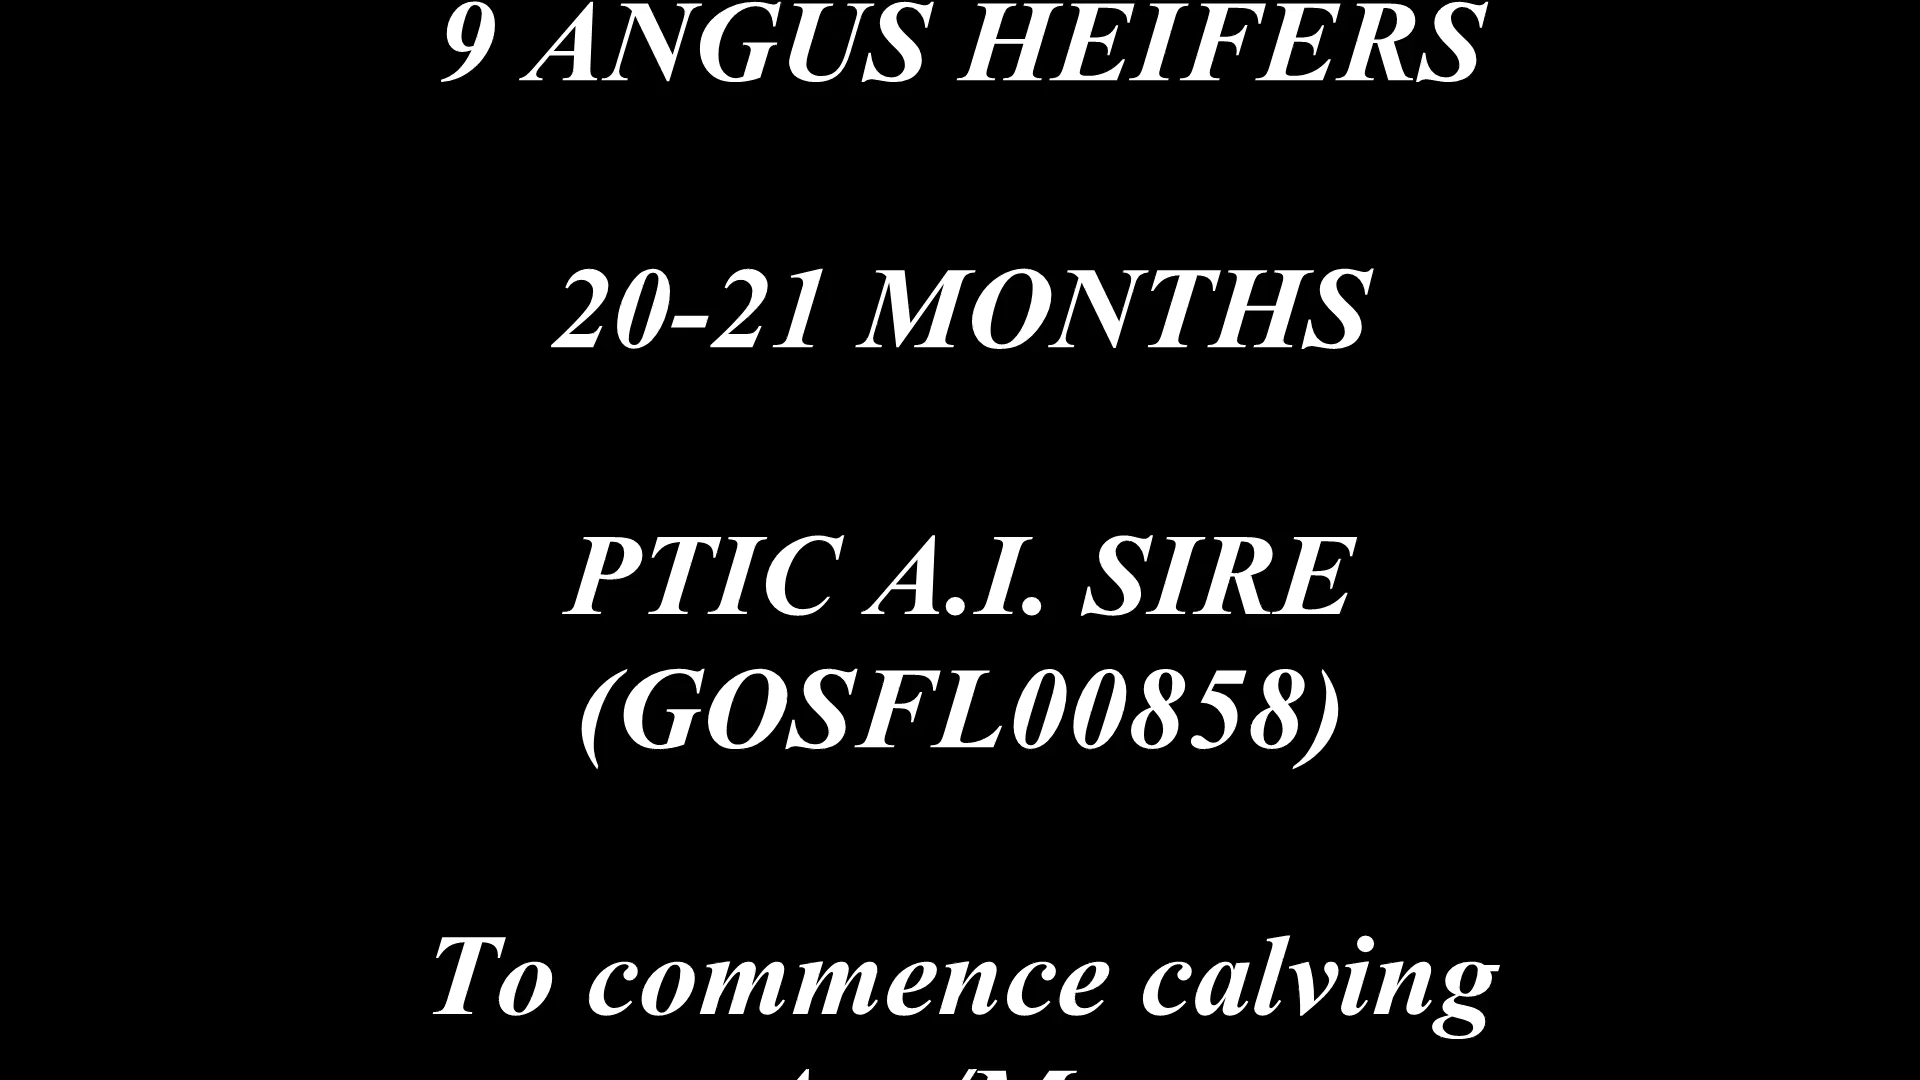 9 ANGUS HEIFERS
20-21 MONTHS
PTIC A.I. SIRE
(GOSFL00858)
To commence calving